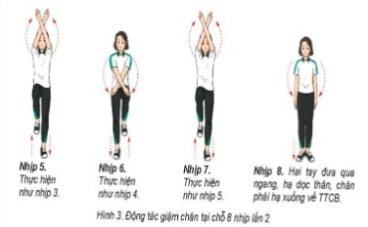 Nhịp 5.
Thực hiện
như nhịp 3.
Nhịp 6.
Thực hiện
như nhịp 4.
Nhịp 7.
Thực hiện
như nhịp 5.
Nhịp 8. Hai tay đưa qua
ngang, hạ dọc thân, chân
phải hạ xuống về TTCB.
Hình 3. Động tác giậm chân tại chỗ 8 nhịp lần 2